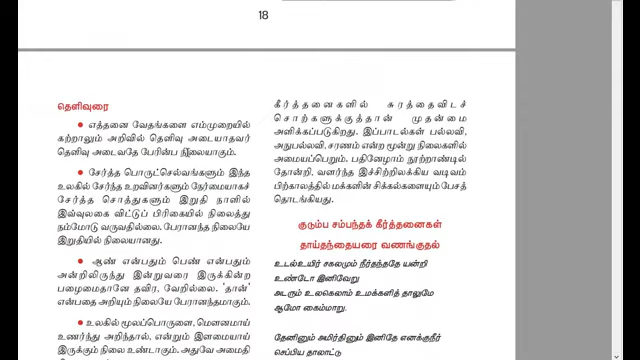 18
தெளிவுரை
● எத்தனை வேதங்களை எம்முறையில்
கற்றாலும் அறிவில் தெளிவு அடையாதவர்
தெளிவு அடைவதே பேரின்ப நிலையாகும்.
● சேர்த்த பொருட்செல்வங்களும் இந்த
உலகில் சேர்ந்த உறவினர்களும் நேர்மையாகச்
சேர்த்த சொத்துகளும் இறுதி நாளில்
இவ்வுலகை விட்டுப் பிரிகையில் நிலைத்து
நம்மோடு வருவதில்லை. பேரானந்த நிலையே
இறுதியில் நிலையானது.
● ஆண் என்பதும் பெண் என்பதும்
அன்றிலிருந்து இன்றுவரை இருக்கின்ற
பழைமைதானே தவிர, வேறில்லை. 'தான்'
என்பதை அறியும் நிலையே பேரானந்தமாகும்.
● உலகில் மூலப்பொருளை, மௌனமாய்
உணர்ந்து அறிந்தால், என்றும் இளமையாய்
இருக்கும் நிலை உண்டாகும். அதுவே அமைதி
கீர்த்தனைகளில் சுரத்தைவிடச்
சொற்களுக்குத்தான் முதன்மை
அளிக்கப்படுகிறது. இப்பாடல்கள் பல்லவி,
அநுபல்லவி, சரணம் என்ற மூன்று நிலைகளில்
அமையப்பெறும். பதினேழாம் நூற்றாண்டில்
தோன்றி, வளர்ந்த இச்சிற்றிலக்கிய வடிவம்
பிற்காலத்தில் மக்களின் சிக்கல்களையும் பேசத்
தொடங்கியது.
குடும்ப சம்பந்தக் கீர்த்தனைகள்
தாய்தந்தையரை வணங்குதல்
உடல்உயிர் சகலமும் நீர்தந்ததே யன்றி
உண்டோ இனிவேறு
அடரும் உலகெலாம் உமக்களித் தாலுமே
ஆமோ கைம்மாறு.
தேனினும் அமிர்தினும் இனிதே எனக்குநீர்
செப்பிய தாலாட்டு